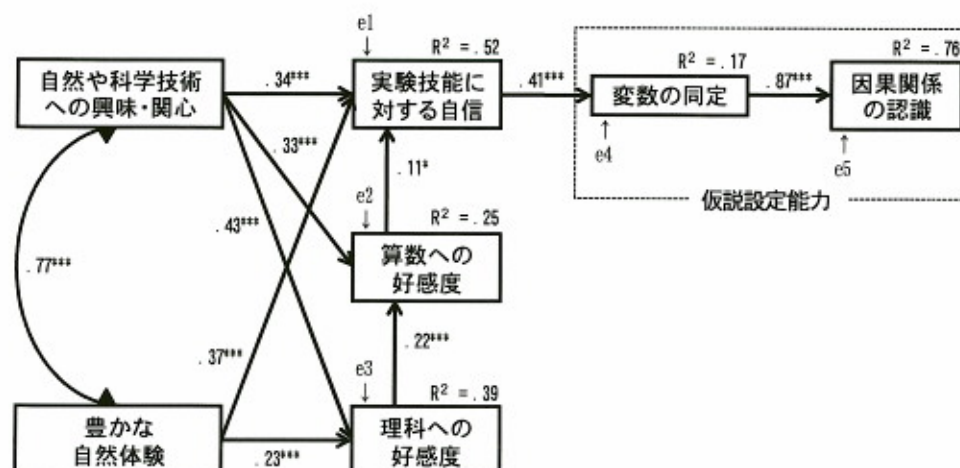 e1
R² = .52
R² = .76
自然や科学技術
への興味・関心
.34***
実験技能に
対する自信
.41***
R² = .17
変数の同定
.87***
因果関係
の認識
e4
e5
.33***
.11*
仮説設定能力
e2
R² = .25
.43***
算数への
好感度
.77***
.22***
.37***
e3
R² = .39
豊かな
自然体験
.23***
理科への
好感度